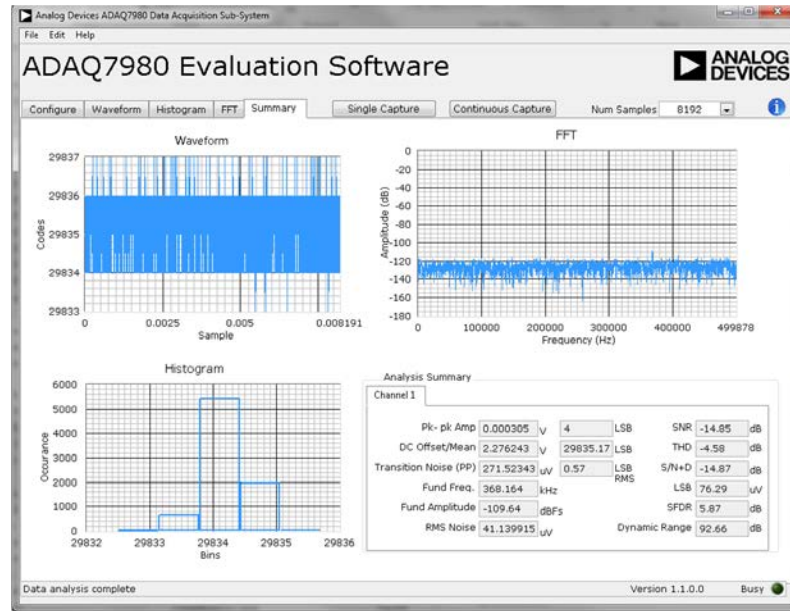 Analog Devices ADAQ7980 Data Acquisition Sub-System
File Edit Help
ADAQ7980 Evaluation Software
ANALOG
DEVICES
Configure Waveform Histogram FFT Summary Single Capture Continuous Capture Num Samples 8192
Waveform
29837
29836
29835
29834
29833
Codes
0 0.0025 0.005 0.008191
Sample
FFT
0
-20
-40
-60
-80
-100
-120
-140
-160
-180
Amplitude (dB)
0 100000 200000 300000 400000 499878
Frequency (Hz)
Histogram
6000
5000
4000
3000
2000
1000
0
Occurance
29832 29833 29834 29835 29836
Bins
Analysis Summary
Channel 1
Pk- pk Amp 0.000305 V 4 LSB SNR -14.85 dB
DC Offset/Mean 2.276243 V 29835.17 LSB THD -4.58 dB
Transition Noise (PP) 271.52343 uV 0.57 LSB RMS S/N+D -14.87 dB
Fund Freq. 368.164 kHz LSB 76.29 uV
Fund Amplitude -109.64 dBFs SFDR 5.87 dB
RMS Noise 41.139915 uV Dynamic Range 92.66 dB
Data analysis complete Version 1.1.0.0 Busy